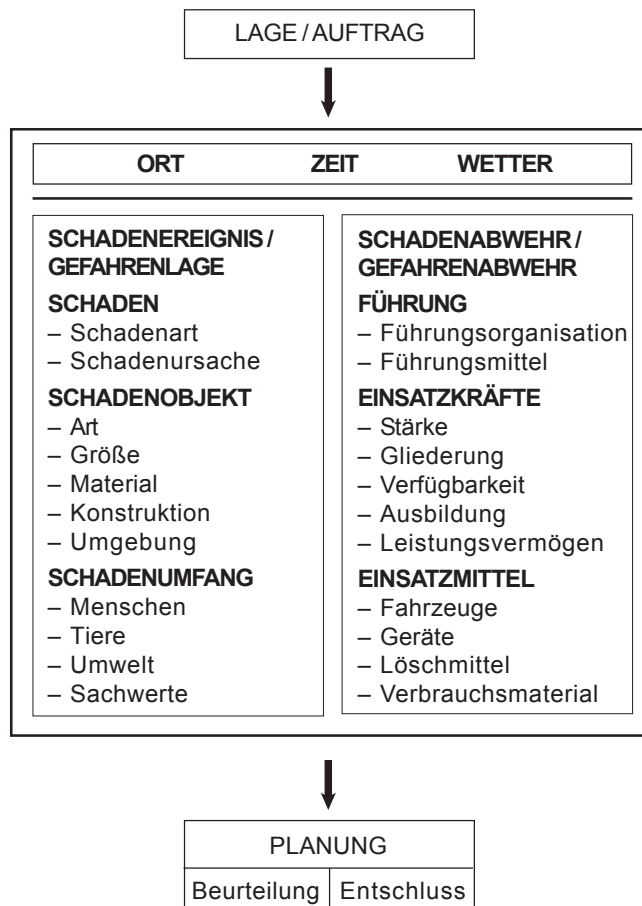 LAGE / AUFTRAG
ORT ZEIT WETTER
SCHADENEREIGNIS /
GEFAHRENLAGE
SCHADEN
– Schadenart
– Schadenursache
SCHADENOBJEKT
– Art
– Größe
– Material
– Konstruktion
– Umgebung
SCHADENUMFANG
– Menschen
– Tiere
– Umwelt
– Sachwerte
SCHADENABWEHR /
GEFAHRENABWEHR
FÜHRUNG
– Führungsorganisation
– Führungsmittel
EINSATZKRÄFTE
– Stärke
– Gliederung
– Verfügbarkeit
– Ausbildung
– Leistungsvermögen
EINSATZMITTEL
– Fahrzeuge
– Geräte
– Löschmittel
– Verbrauchsmaterial
PLANUNG
Beurteilung Entschluss